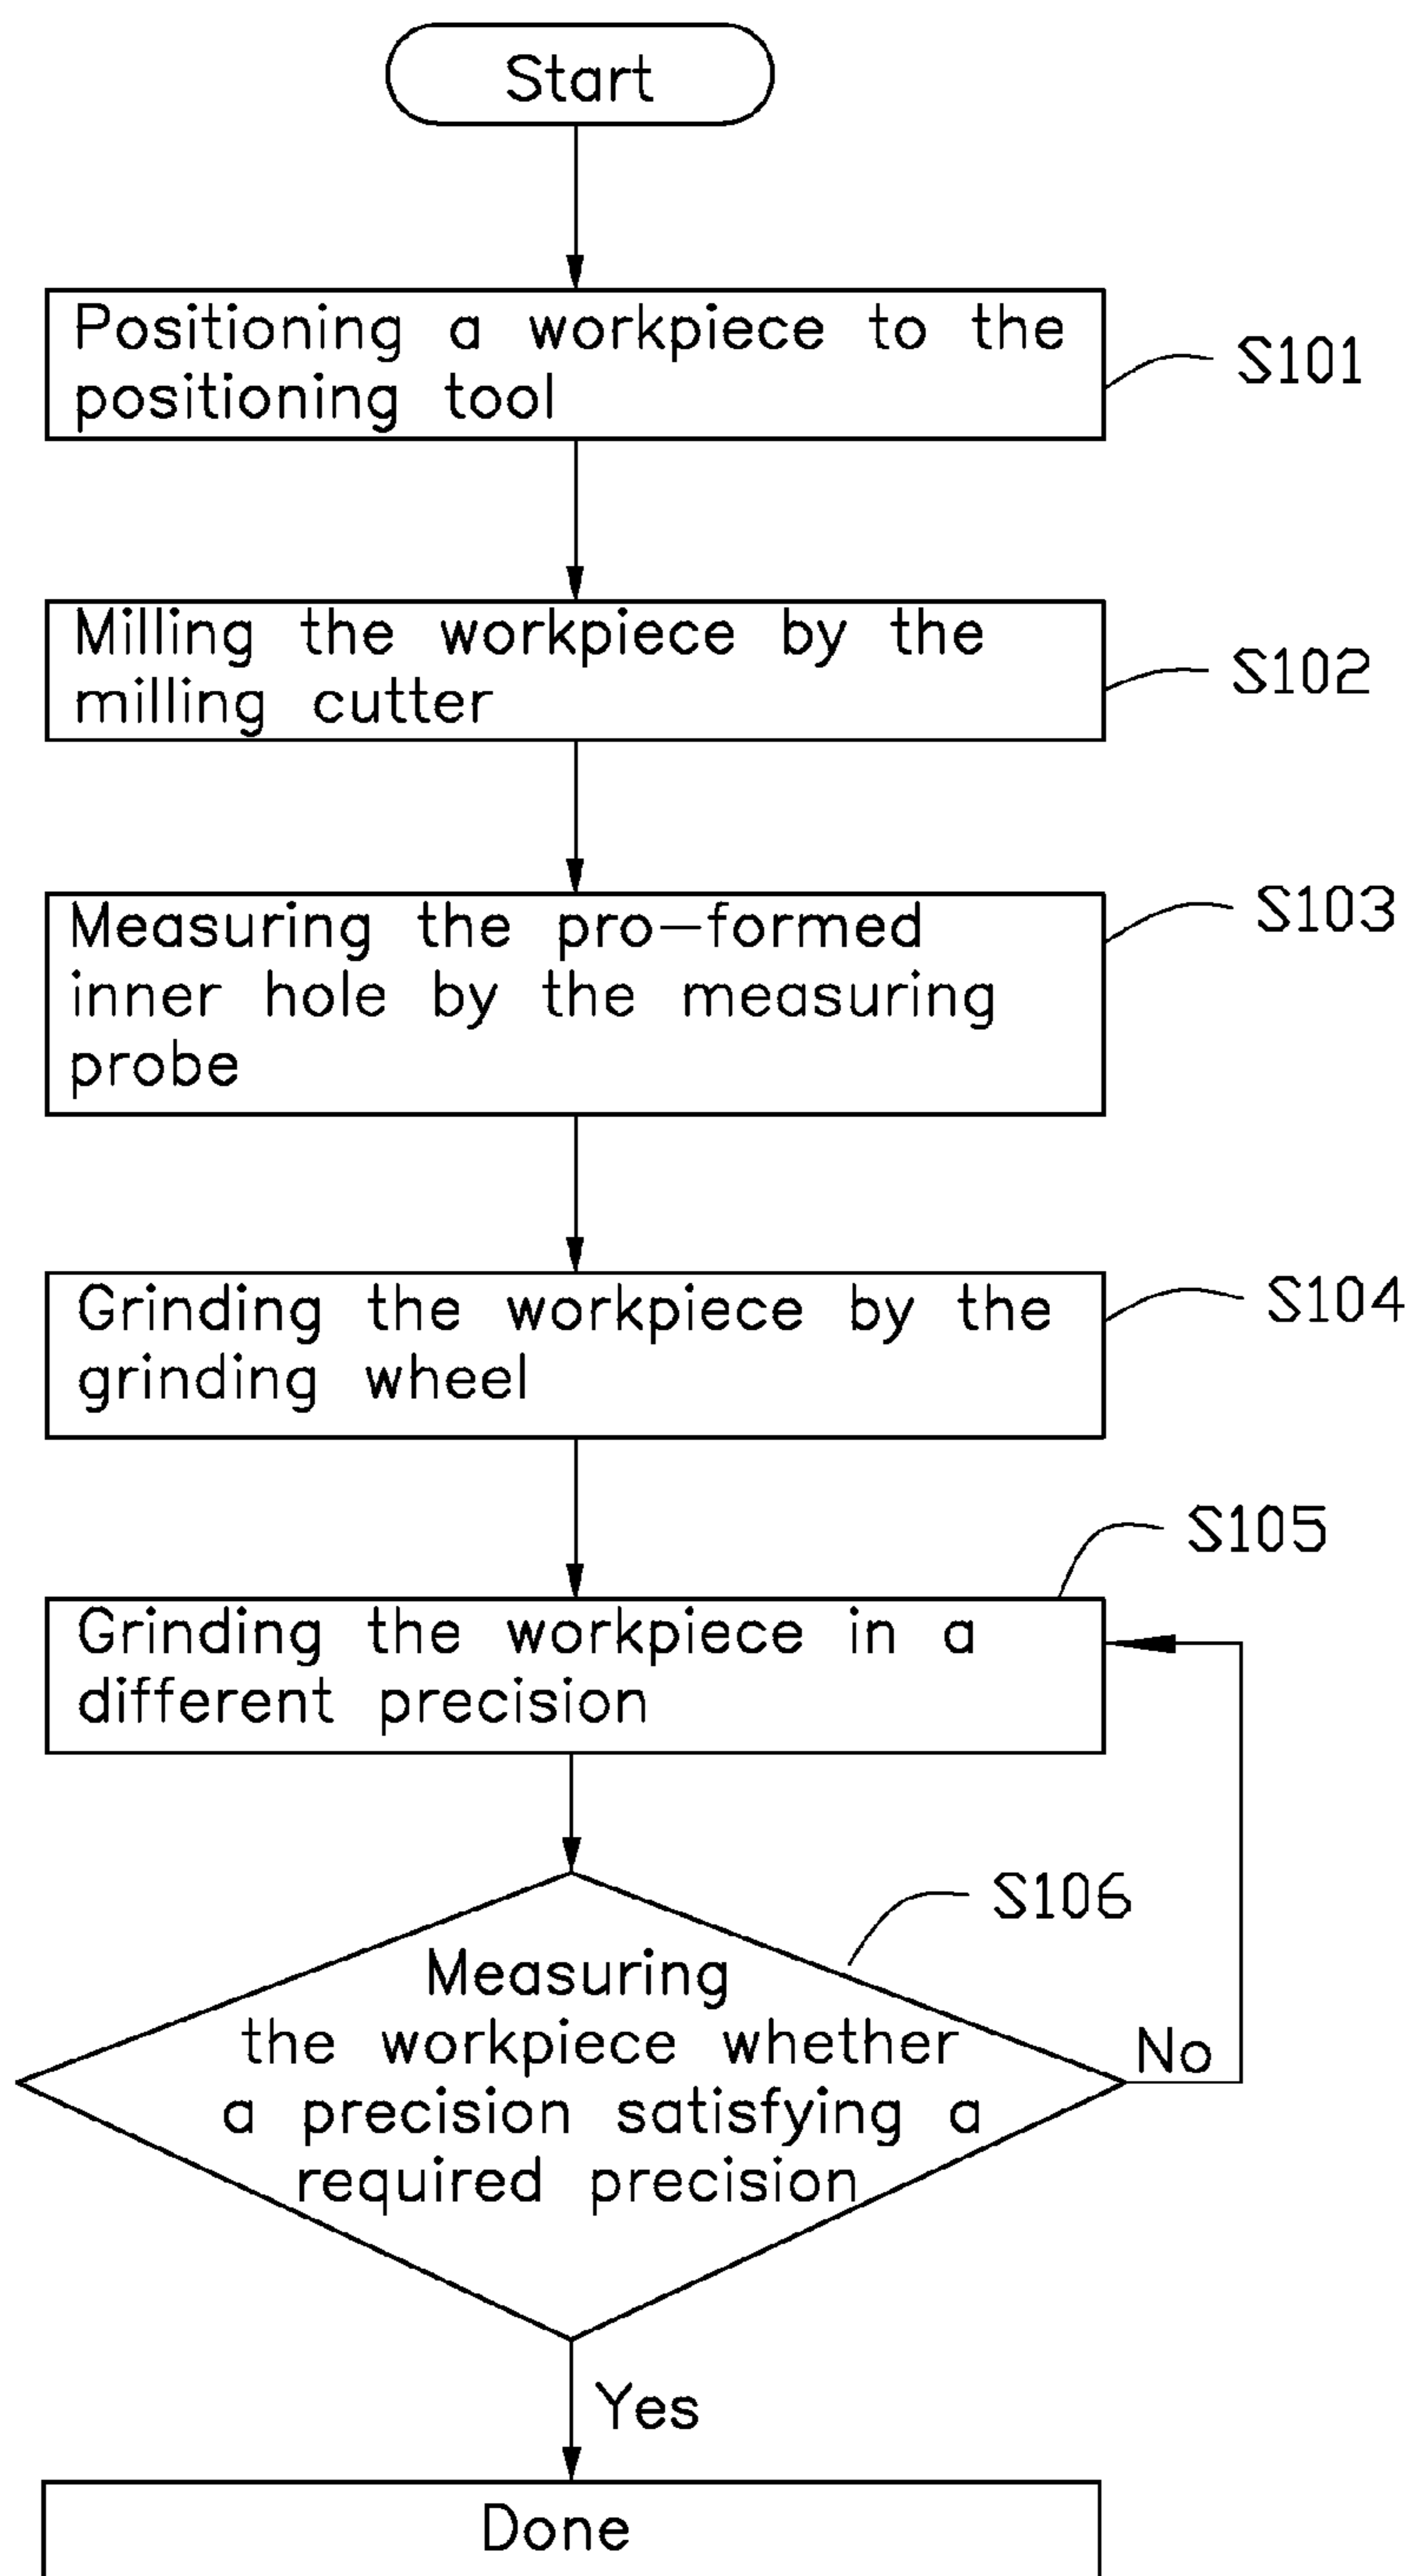 Start
Positioning a workpiece to the
positioning tool
S101
Milling the workpiece by the
milling cutter
S102
Measuring the pro-formed
inner hole by the measuring
probe
S103
Grinding the workpiece by the
grinding wheel
S104
S105
Grinding the workpiece in a
different precision
S106
Measuring
the workpiece whether
a precision satisfying a
required precision
No
Yes
Done